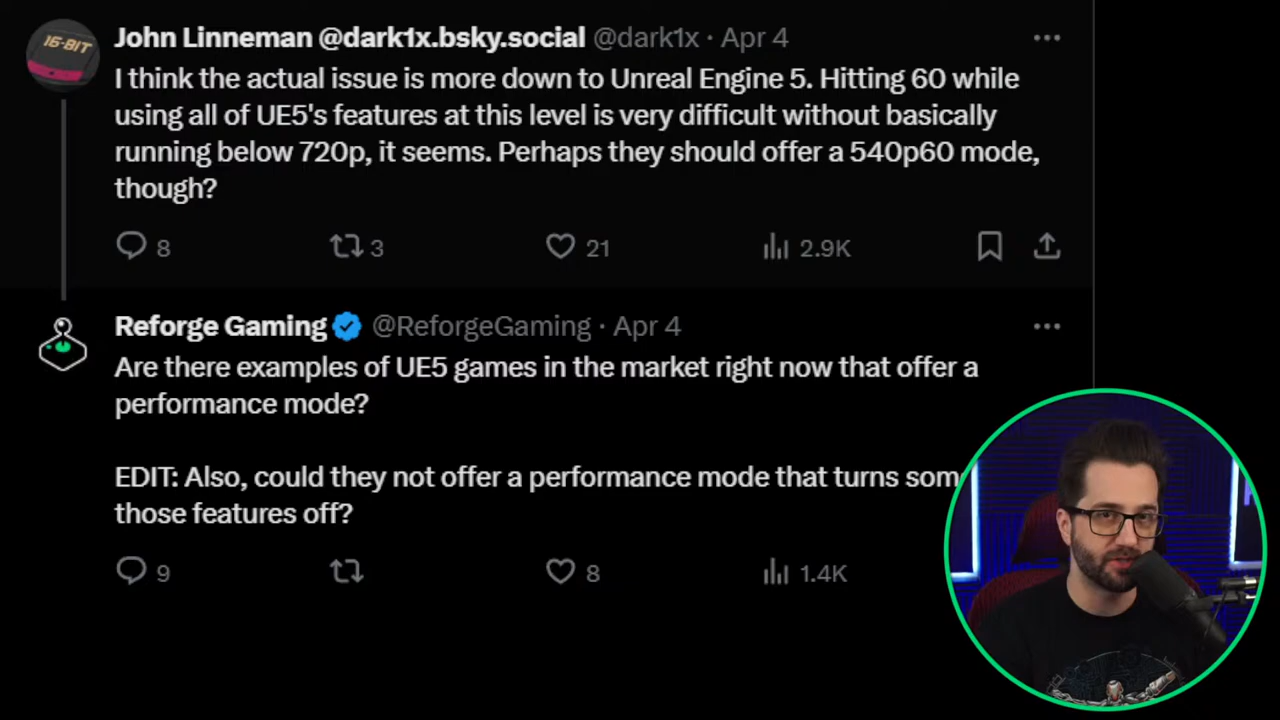 16-BIT
John Linneman @dark1x.bsky.social @dark1x · Apr 4
I think the actual issue is more down to Unreal Engine 5. Hitting 60 while
using all of UE5's features at this level is very difficult without basically
running below 720p, it seems. Perhaps they should offer a 540p60 mode,
though?
8 3 21 2.9K
Reforge Gaming @ReforgeGaming · Apr 4
Are there examples of UE5 games in the market right now that offer a
performance mode?
EDIT: Also, could they not offer a performance mode that turns som
those features off?
9 8 1.4K